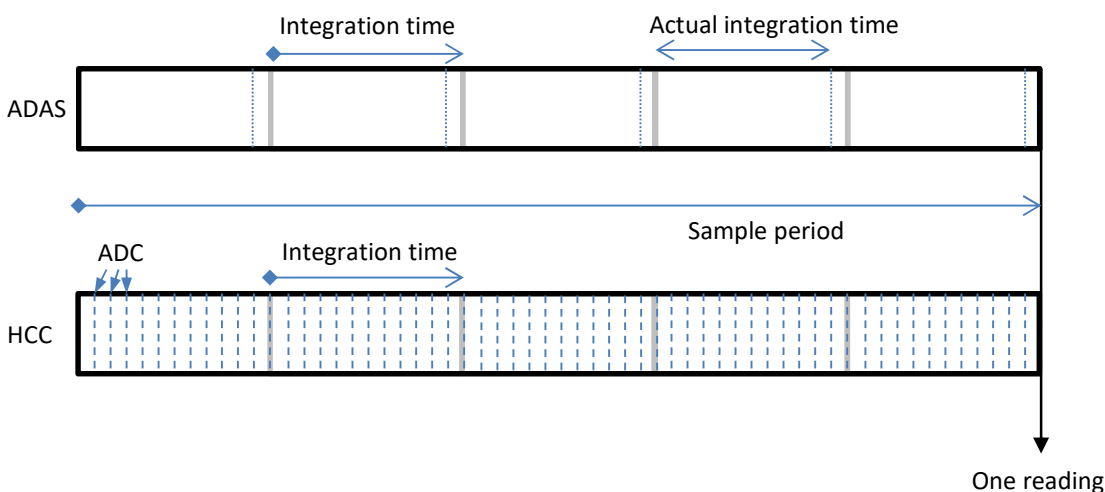 Integration time
Actual integration time
ADAS
Sample period
ADC
Integration time
HCC
One reading